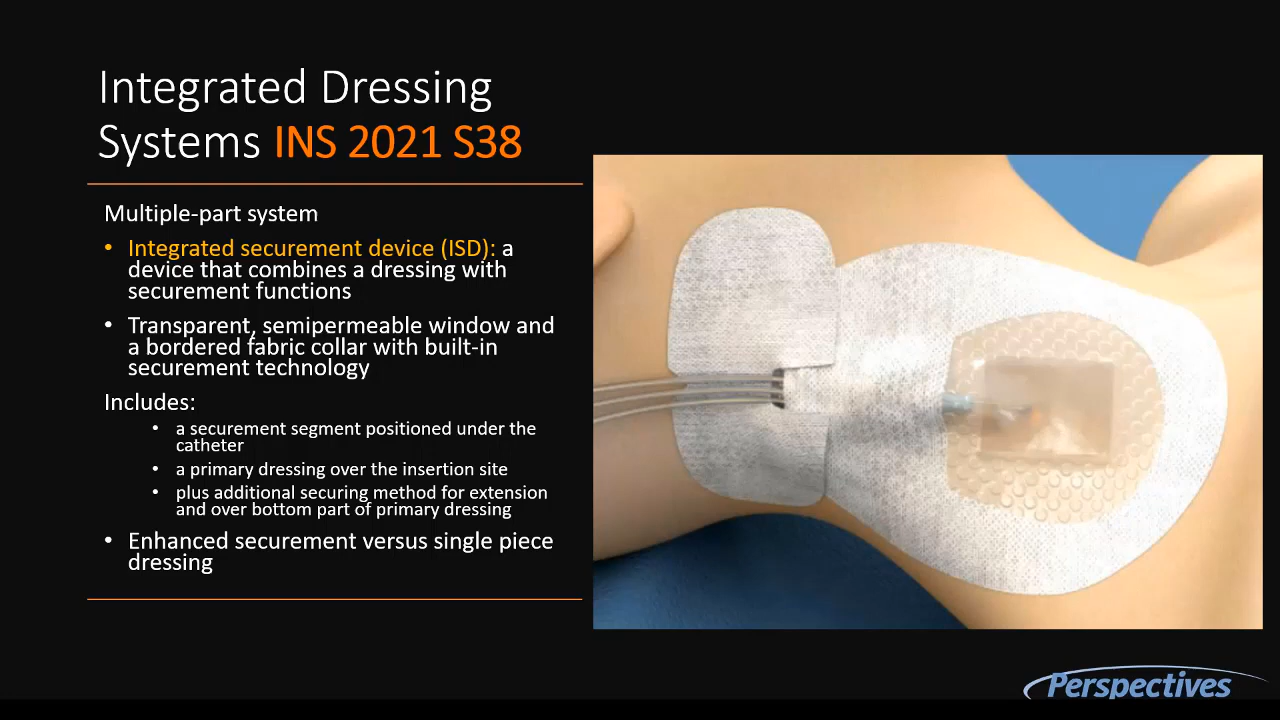 Integrated Dressing
Systems INS 2021 S38
Multiple-part system
• Integrated securement device (ISD): a
device that combines a dressing with
securement functions
• Transparent, semipermeable window and
a bordered fabric collar with built-in
securement technology
Includes:
• a securement segment positioned under the
catheter
• a primary dressing over the insertion site
• plus additional securing method for extension
and over bottom part of primary dressing
• Enhanced securement versus single piece
dressing
Perspectives